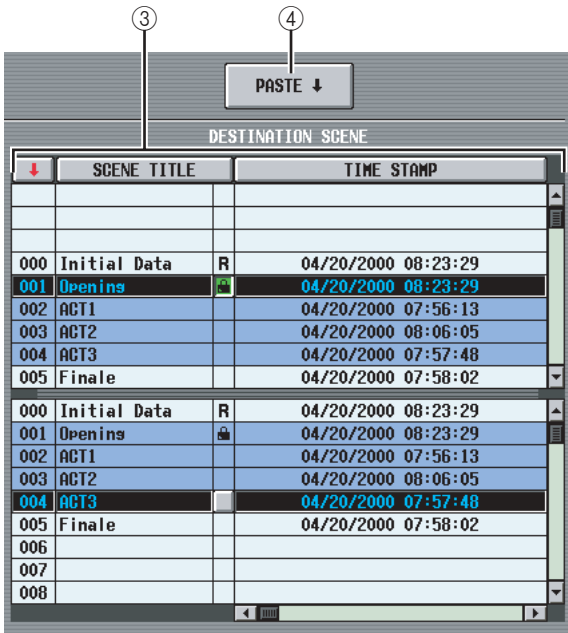 ③ ④
PASTE ↓
DESTINATION SCENE
↓ SCENE TITLE TIME STAMP
000 Initial Data R 04/20/2000 08:23:29
001 Opening 04/20/2000 08:23:29
002 ACT1 04/20/2000 07:56:13
003 ACT2 04/20/2000 08:06:05
004 ACT3 04/20/2000 07:57:48
005 Finale 04/20/2000 07:58:02
000 Initial Data R 04/20/2000 08:23:29
001 Opening 04/20/2000 08:23:29
002 ACT1 04/20/2000 07:56:13
003 ACT2 04/20/2000 08:06:05
004 ACT3 04/20/2000 07:57:48
005 Finale 04/20/2000 07:58:02
006
007
008